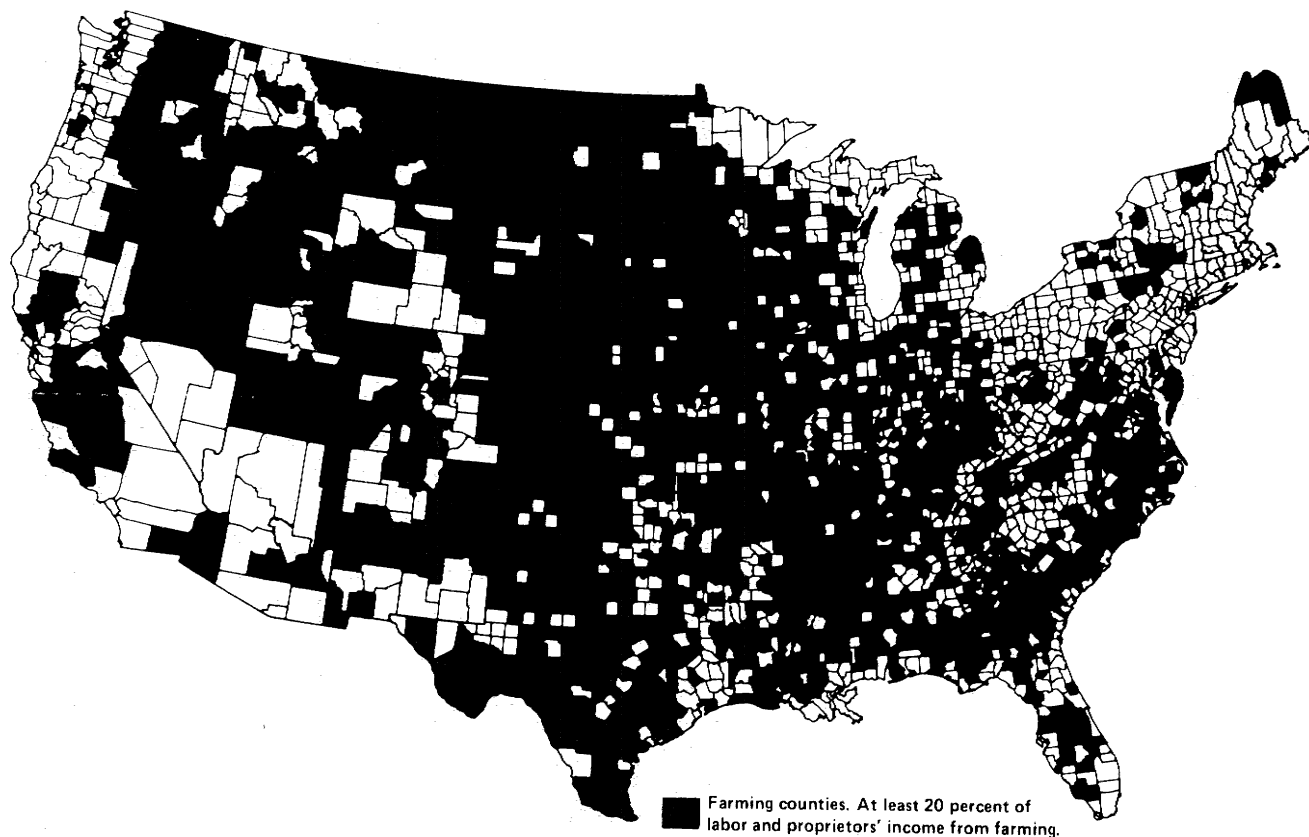 Farming counties. At least 20 percent of
labor and proprietors' income from farming.